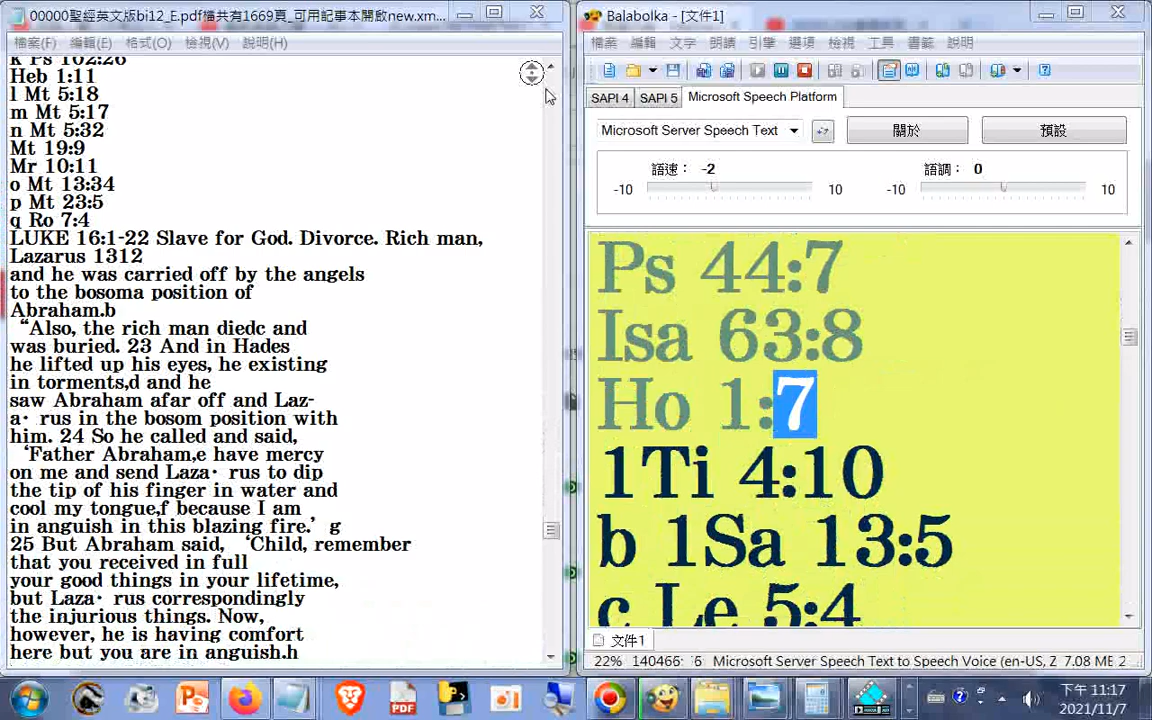 00000聖經英文版bi12_E.pdf檔共有1669頁_可用記事本開啟new.xm...
檔案(F) 編輯(E) 格式(O) 檢視(V) 說明(H)
k Ps 102:26
Heb 1:11
l Mt 5:18
m Mt 5:17
n Mt 5:32
Mt 19:9
Mr 10:11
o Mt 13:34
p Mt 23:5
q Ro 7:4
LUKE 16:1-22 Slave for God. Divorce. Rich man,
Lazarus 1312
and he was carried off by the angels
to the bosoma position of
Abraham.b
“Also, the rich man diedc and
was buried. 23 And in Hades
he lifted up his eyes, he existing
in torments,d and he
saw Abraham afar off and Laz-
a· rus in the bosom position with
him. 24 So he called and said,
‘Father Abraham,e have mercy
on me and send Laza· rus to dip
the tip of his finger in water and
cool my tongue,f because I am
in anguish in this blazing fire.’ g
25 But Abraham said, ‘Child, remember
that you received in full
your good things in your lifetime,
but Laza· rus correspondingly
the injurious things. Now,
however, he is having comfort
here but you are in anguish.h
Balabolka - [文件1]
檔案 編輯 文字 朗讀 引擎 選項 檢視 工具 書籤 說明
SAPI 4 SAPI 5 Microsoft Speech Platform
Microsoft Server Speech Text 關於 預設
語速： -2 語調： 0
-10 10 -10 10
Ps 44:7
Isa 63:8
Ho 1:7
1Ti 4:10
b 1Sa 13:5
c Le 5:4
文件1
22% 140466: 6 Microsoft Server Speech Text to Speech Voice (en-US, Z 7.08 ME 2
PDF
下午 11:17
2021/11/7